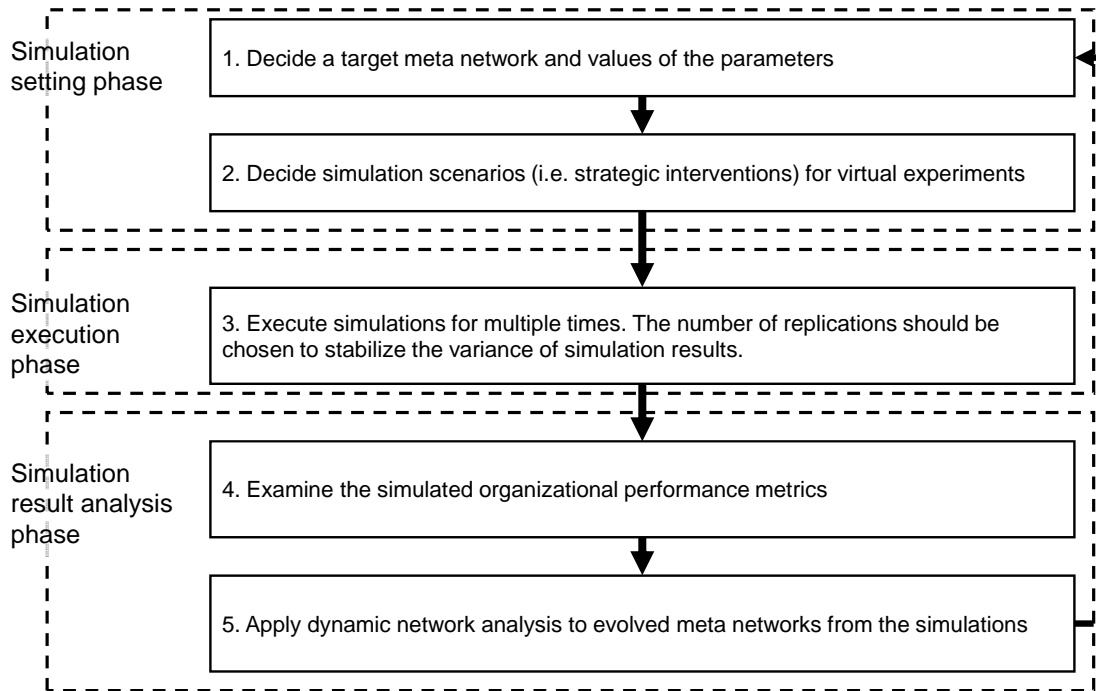 Simulation
setting phase
1. Decide a target meta network and values of the parameters
2. Decide simulation scenarios (i.e. strategic interventions) for virtual experiments
Simulation
execution
phase
3. Execute simulations for multiple times. The number of replications should be
chosen to stabilize the variance of simulation results.
Simulation
result analysis
phase
4. Examine the simulated organizational performance metrics
5. Apply dynamic network analysis to evolved meta networks from the simulations